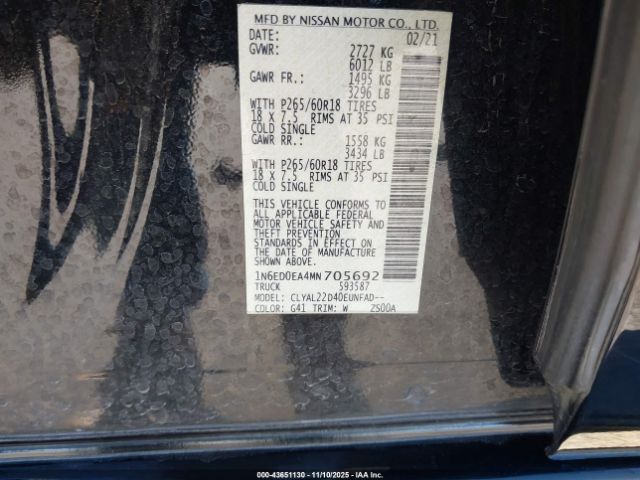 MFD BY NISSAN MOTOR CO., LTD.
DATE: 02/21
GVWR: 2727 KG
6012 LB
GAWR FR.: 1495 KG
3296 LB
WITH P265/60R18 TIRES
18 X 7.5 RIMS AT 35 PSI
COLD SINGLE
GAWR RR.: 1558 KG
3434 LB
WITH P265/60R18 TIRES
18 X 7.5 RIMS AT 35 PSI
COLD SINGLE
THIS VEHICLE CONFORMS TO
ALL APPLICABLE FEDERAL
MOTOR VEHICLE SAFETY AND
THEFT PREVENTION
STANDARDS IN EFFECT ON
THE DATE OF MANUFACTURE
SHOWN ABOVE.
1N6ED0EA4MN705692
TRUCK 593587
MODEL: CLYAL22D40EUNFAD--
COLOR: G41 TRIM: W 2S00A
000-43651130 - 11/10/2025 - IAA Inc.